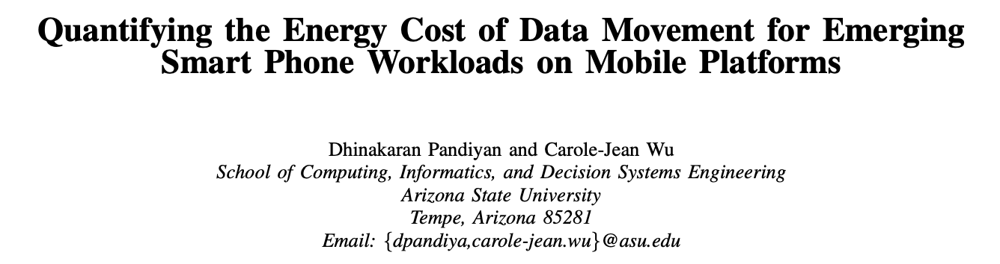 Quantifying the Energy Cost of Data Movement for Emerging
Smart Phone Workloads on Mobile Platforms
Dhinakaran Pandiyan and Carole-Jean Wu
School of Computing, Informatics, and Decision Systems Engineering
Arizona State University
Tempe, Arizona 85281
Email: {dpandiya,carole-jean.wu}@asu.edu